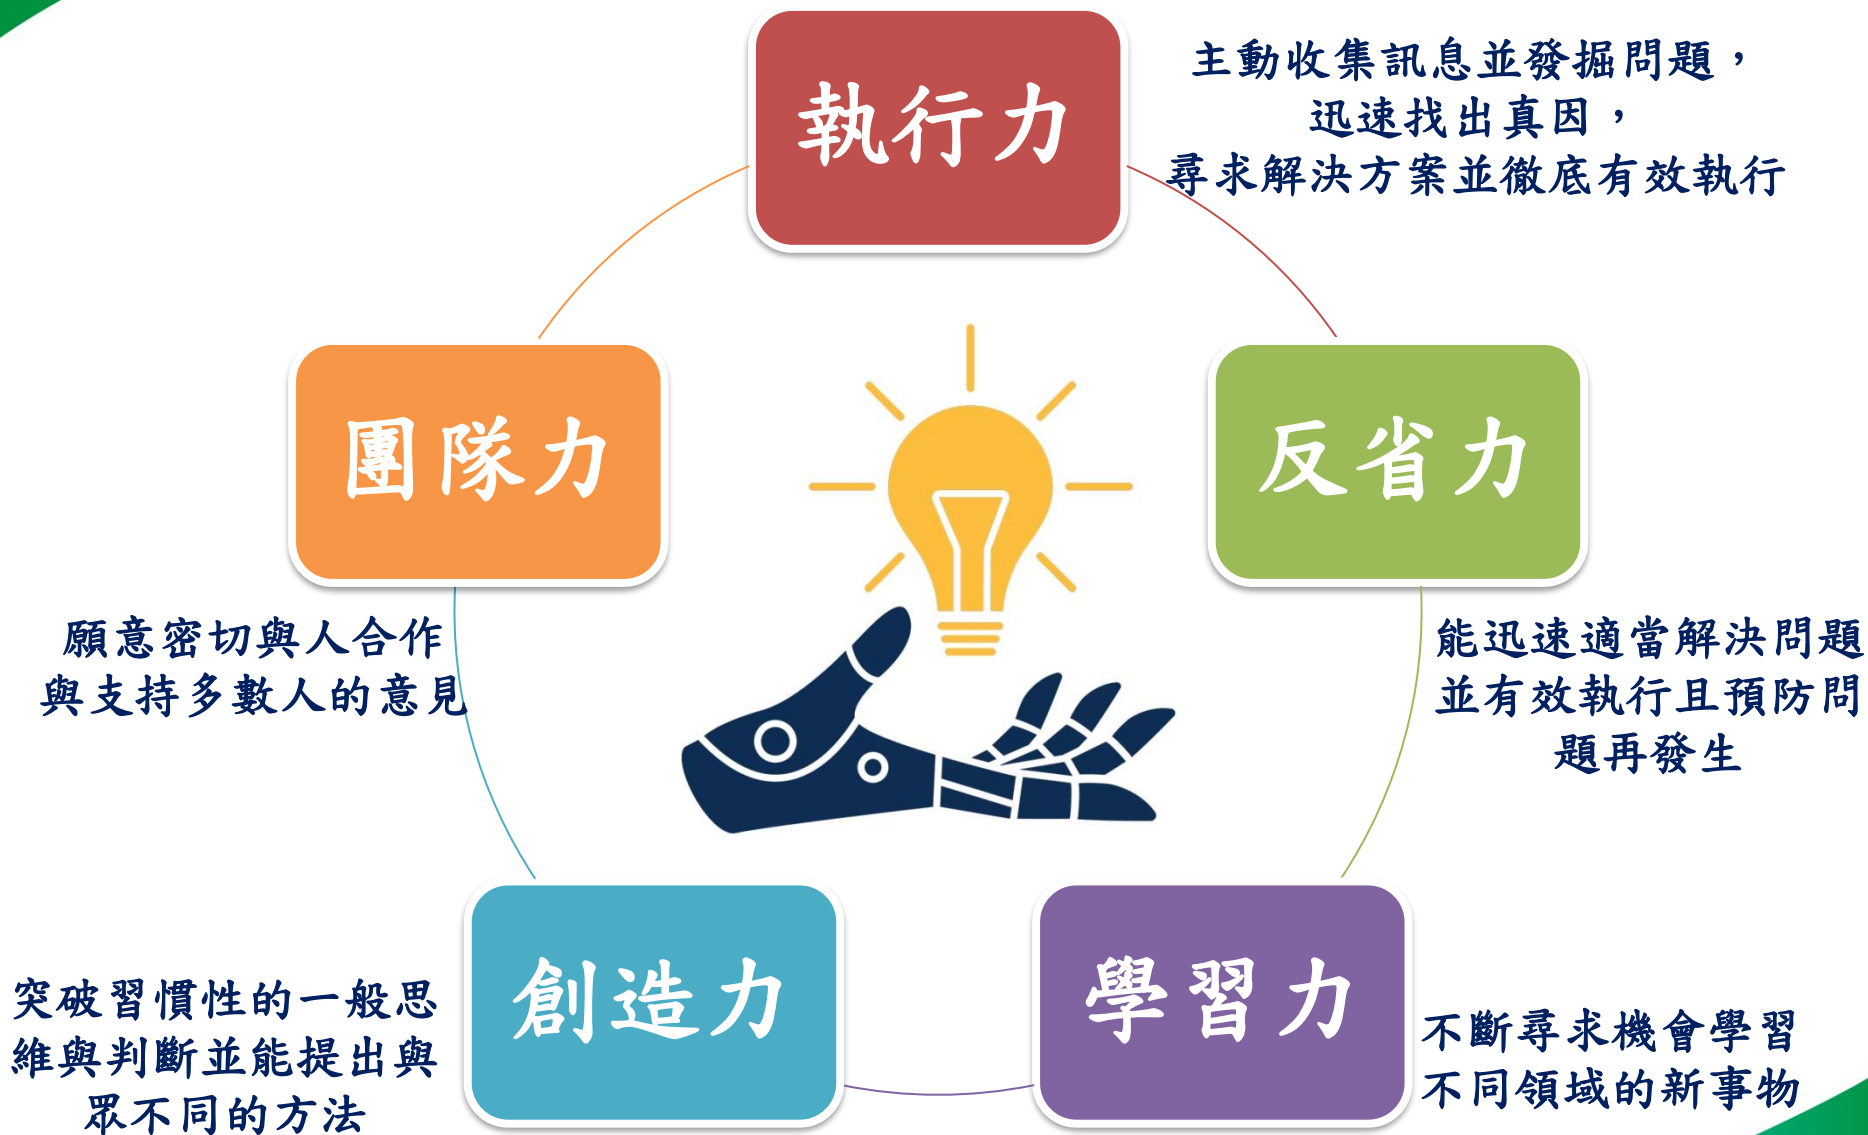 執行力
主動收集訊息並發掘問題，
迅速找出真因，
尋求解決方案並徹底有效執行
團隊力
反省力
願意密切與人合作
與支持多數人的意見
能迅速適當解決問題
並有效執行且預防問
題再發生
創造力
學習力
突破習慣性的一般思
維與判斷並能提出與
眾不同的方法
不斷尋求機會學習
不同領域的新事物